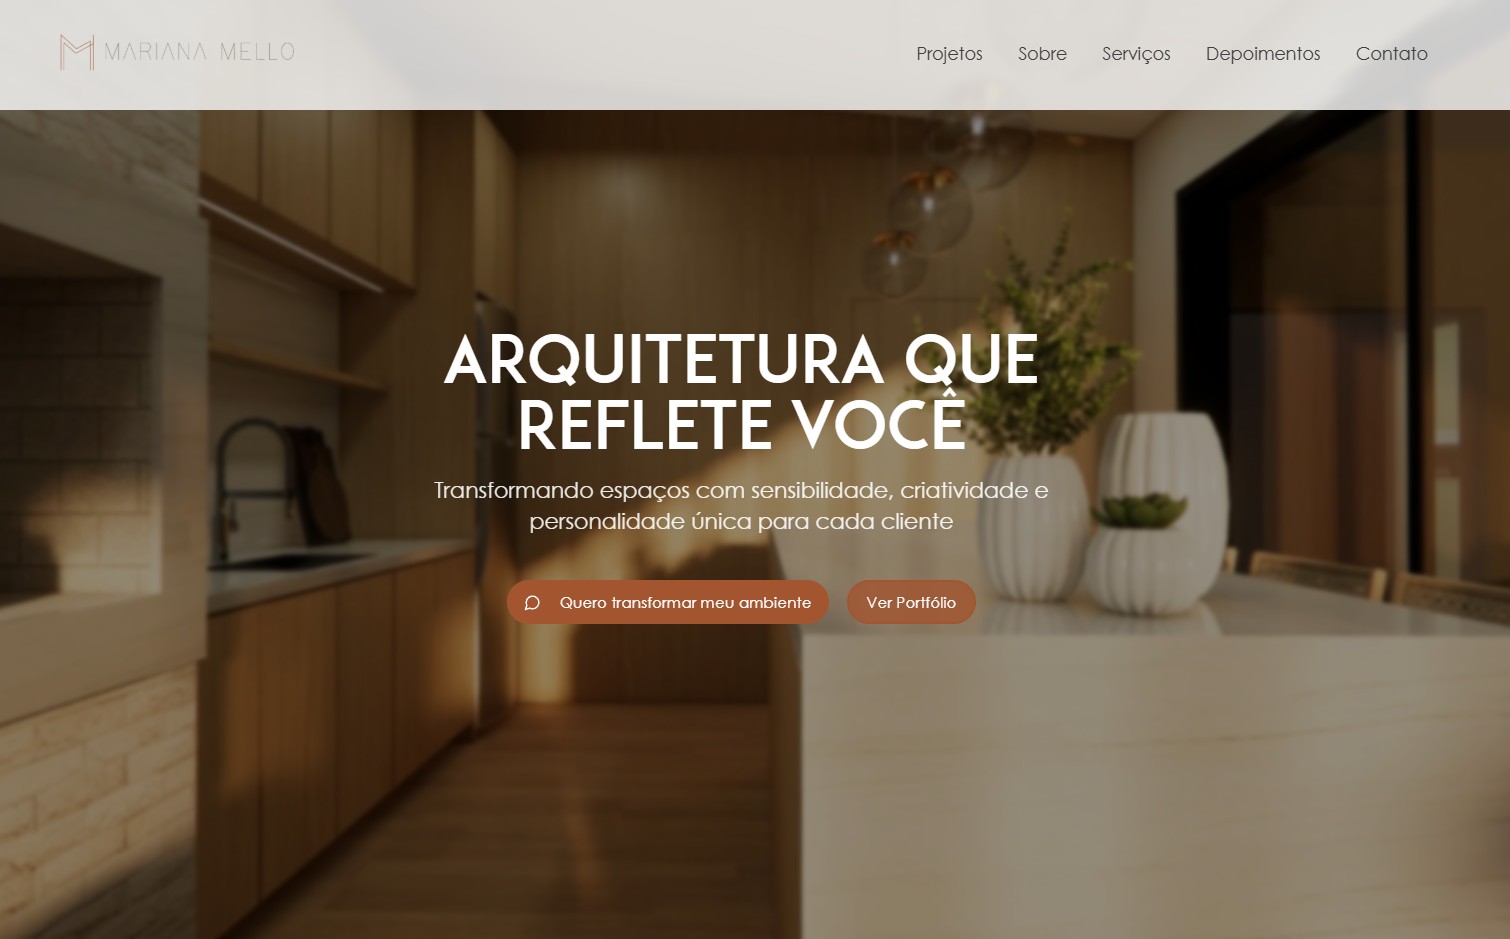 MARIANA MELLO
Projetos Sobre Serviços Depoimentos Contato
ARQUITETURA QUE
REFLETE VOCÊ
Transformando espaços com sensibilidade, criatividade e
personalidade única para cada cliente
Quero transformar meu ambiente Ver Portfólio